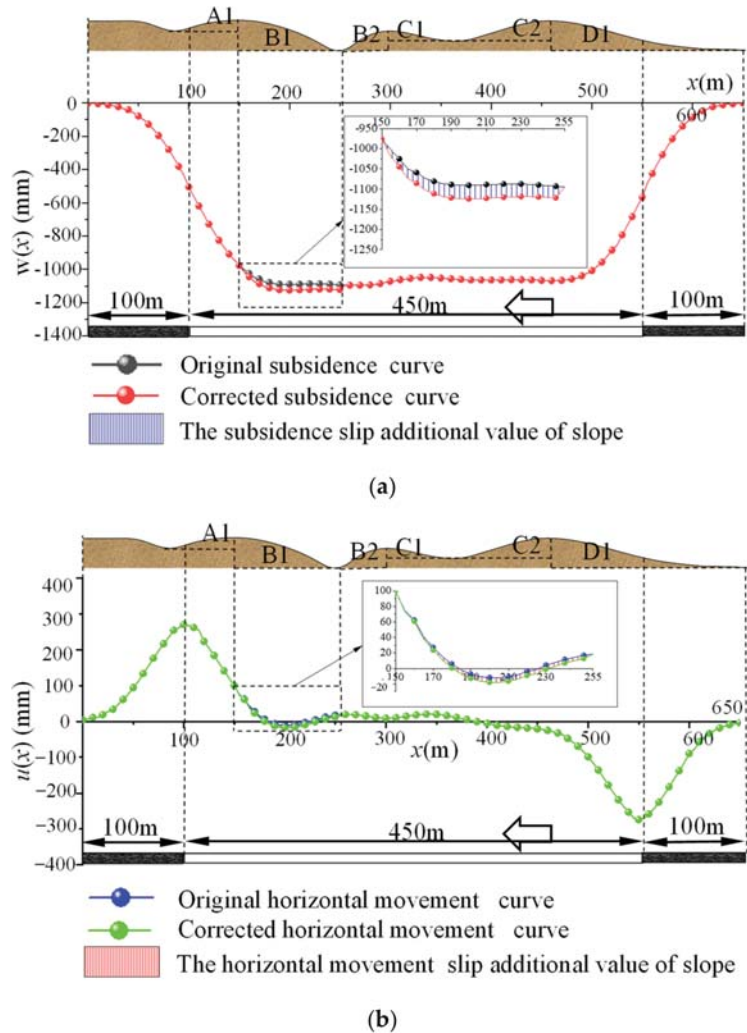 A1
B1
B2
C1
C2
D1
x(m)
100
200
300
400
500
600
0
-200
-400
-600
-800
-1000
-1200
-1400
w(x) (mm)
150
170
190
210
230
255
-950
-1000
-1050
-1100
-1150
-1200
-1250
100m
450m
100m
Original subsidence curve
Corrected subsidence curve
The subsidence slip additional value of slope
(a)
A1
B1
B2
C1
C2
D1
400
300
200
100
0
-100
-200
-300
-400
u(x) (mm)
100
80
60
40
20
0
-20
150
170
190
210
230
255
650
100
200
300
400
500
600
x(m)
100m
450m
100m
Original horizontal movement curve
Corrected horizontal movement curve
The horizontal movement slip additional value of slope
(b)